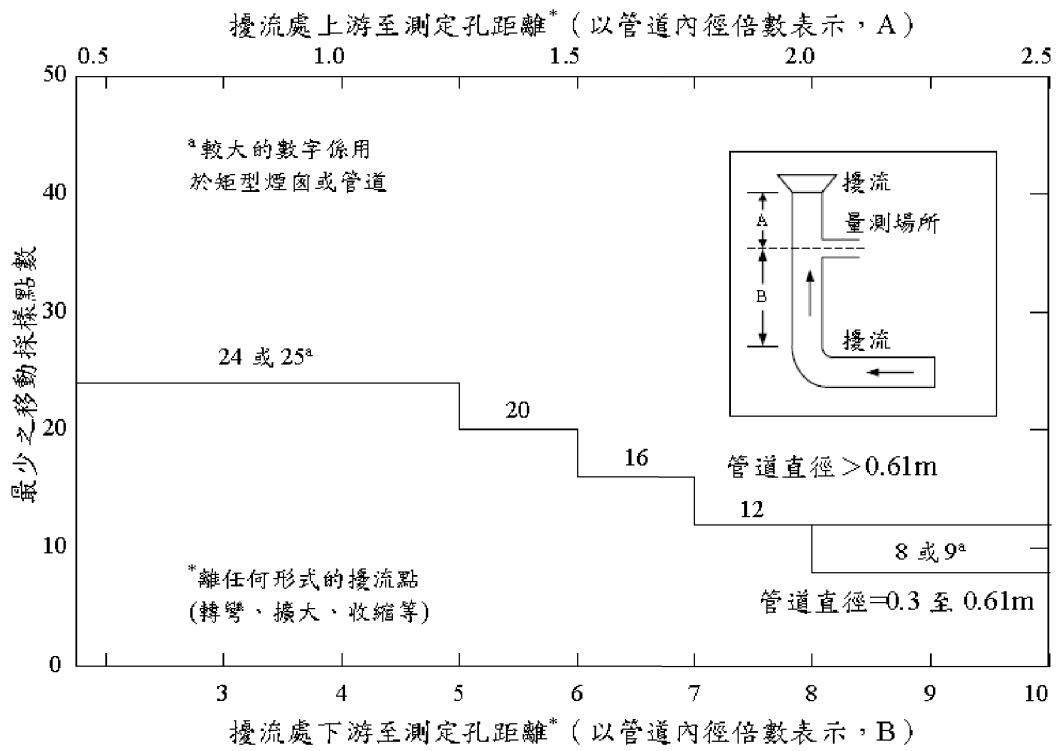 擾流處上游至測定孔距離*(以管道內徑倍數表示,A)
0.5 1.0 1.5 2.0 2.5
50
40
30
20
10
0
最少之移動採樣點數
a 較大的數字係用
於矩型煙囪或管道
擾流
A
量測場所
B
擾流
24 或 25a
20
16
管道直徑>0.61m
12
8 或 9a
*離任何形式的擾流點
(轉彎、擴大、收縮等)
管道直徑=0.3 至 0.61m
3 4 5 6 7 8 9 10
擾流處下游至測定孔距離*(以管道內徑倍數表示,B)